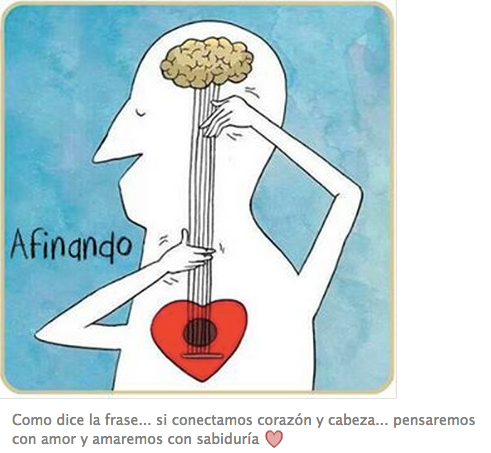 Afinando
Como dice la frase... si conectamos corazón y cabeza... pensaremos
con amor y amaremos con sabiduría